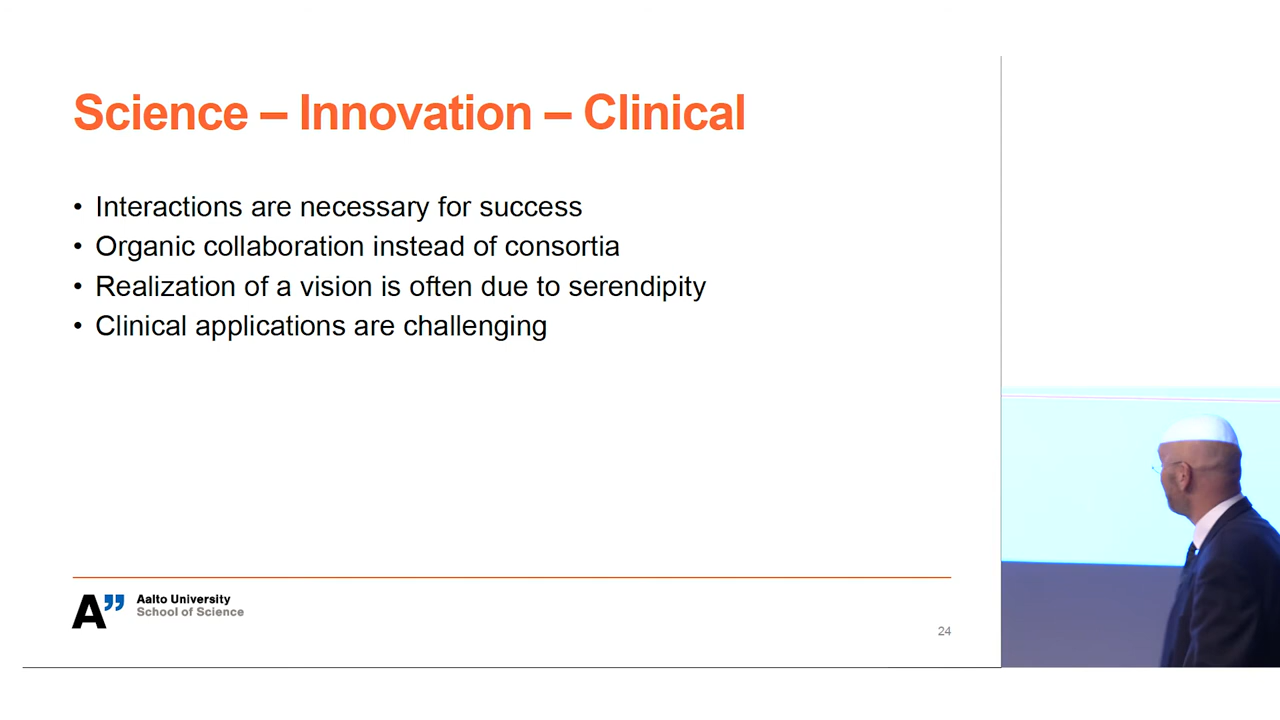 Science – Innovation – Clinical
• Interactions are necessary for success
• Organic collaboration instead of consortia
• Realization of a vision is often due to serendipity
• Clinical applications are challenging
A”
Aalto University
School of Science
24